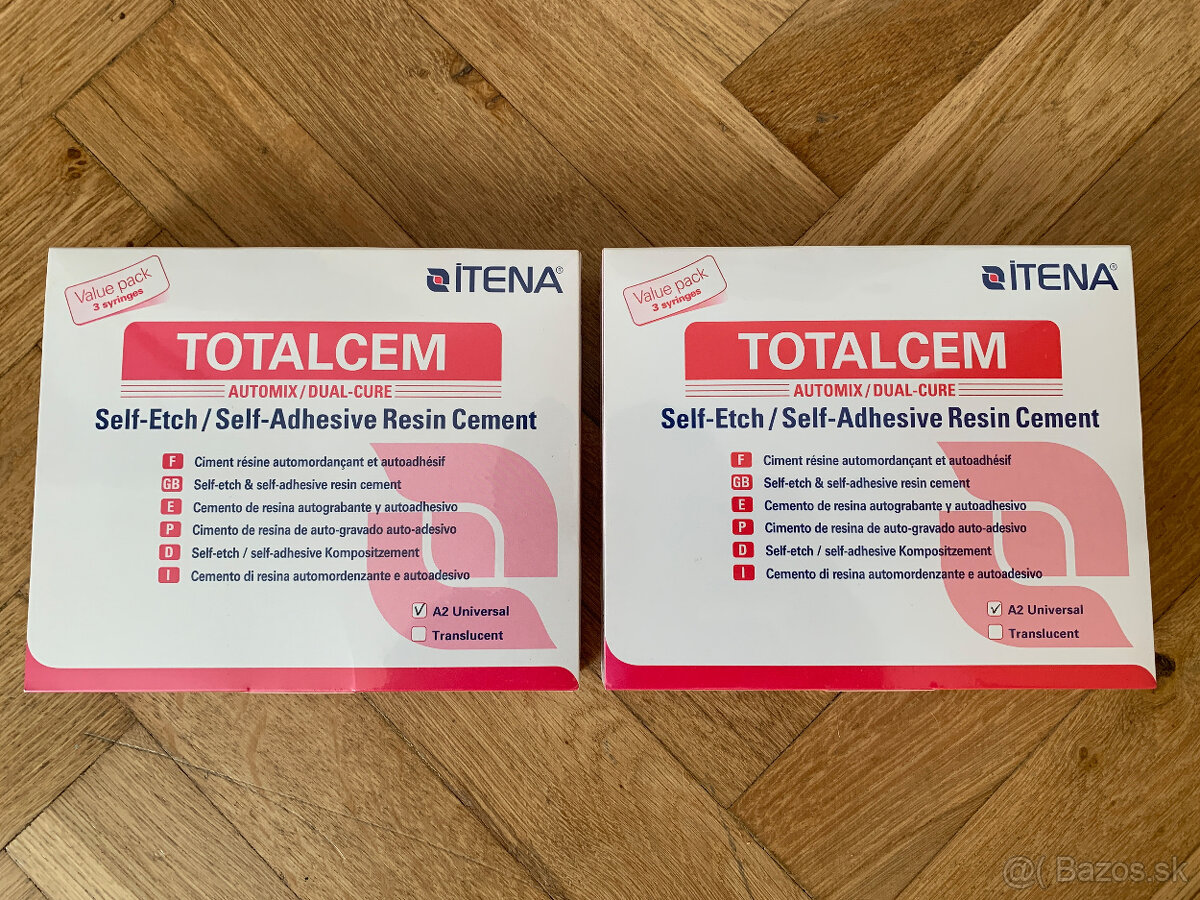 Value pack
3 syringes
İTENA®
TOTALCEM
AUTOMIX / DUAL-CURE
Self-Etch / Self-Adhesive Resin Cement
F Ciment résine automordançant et autoadhésif
GB Self-etch & self-adhesive resin cement
E Cemento de resina autograbante y autoadhesivo
P Cimento de resina de auto-gravado auto-adesivo
D Self-etch / self-adhesive Kompositzement
I Cemento di resina automordenzante e autoadesivo
A2 Universal
Translucent
Value pack
3 syringes
İTENA®
TOTALCEM
AUTOMIX / DUAL-CURE
Self-Etch / Self-Adhesive Resin Cement
F Ciment résine automordançant et autoadhésif
GB Self-etch & self-adhesive resin cement
E Cemento de resina autograbante y autoadhesivo
P Cimento de resina de auto-gravado auto-adesivo
D Self-etch / self-adhesive Kompositzement
I Cemento di resina automordenzante e autoadesivo
A2 Universal
Translucent
@( Bazos.sk